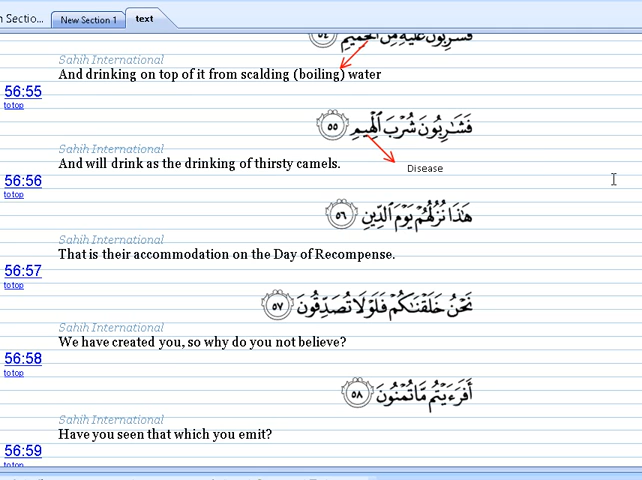 n Sectio...
New Section 1
text
فَشَٰرِبُونَ عَلَيْهِ مِنَ ٱلْحَمِيمِ ٥٤
Sahih International
And drinking on top of it from scalding (boiling) water
56:55
to top
فَشَٰرِبُونَ شُرْبَ ٱلْهِيمِ ٥٥
Sahih International
And will drink as the drinking of thirsty camels.
Disease
56:56
to top
هَٰذَا نُزُلُهُمْ يَوْمَ ٱلدِّينِ ٥٦
Sahih International
That is their accommodation on the Day of Recompense.
56:57
to top
نَحْنُ خَلَقْنَٰكُمْ فَلَوْلَا تُصَدِّقُونَ ٥٧
Sahih International
We have created you, so why do you not believe?
56:58
to top
أَفَرَءَيْتُم مَّا تُمْنُونَ ٥٨
Sahih International
Have you seen that which you emit?
56:59
to top